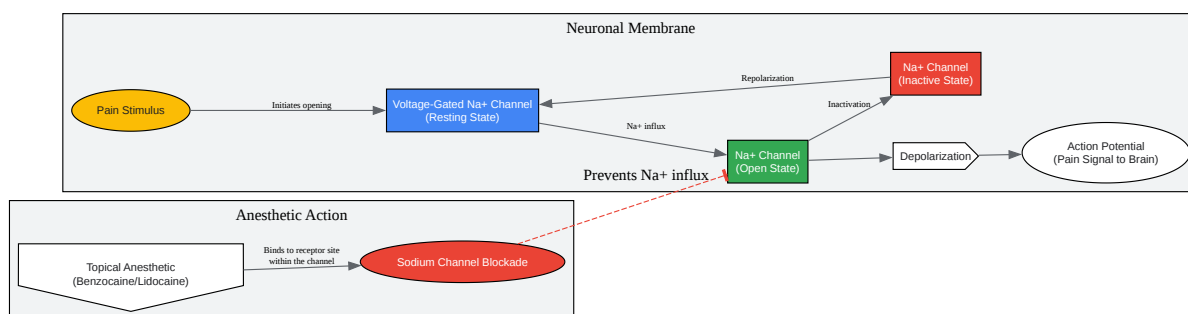 Neuronal Membrane
Pain Stimulus
Initiates opening
Voltage-Gated Na+ Channel
(Resting State)
Repolarization
Na+ Channel
(Inactive State)
Inactivation
Na+ influx
Na+ Channel
(Open State)
Depolarization
Action Potential
(Pain Signal to Brain)
Prevents Na+ influx
Anesthetic Action
Topical Anesthetic
(Benzocaine/Lidocaine)
Binds to receptor site
within the channel
Sodium Channel Blockade